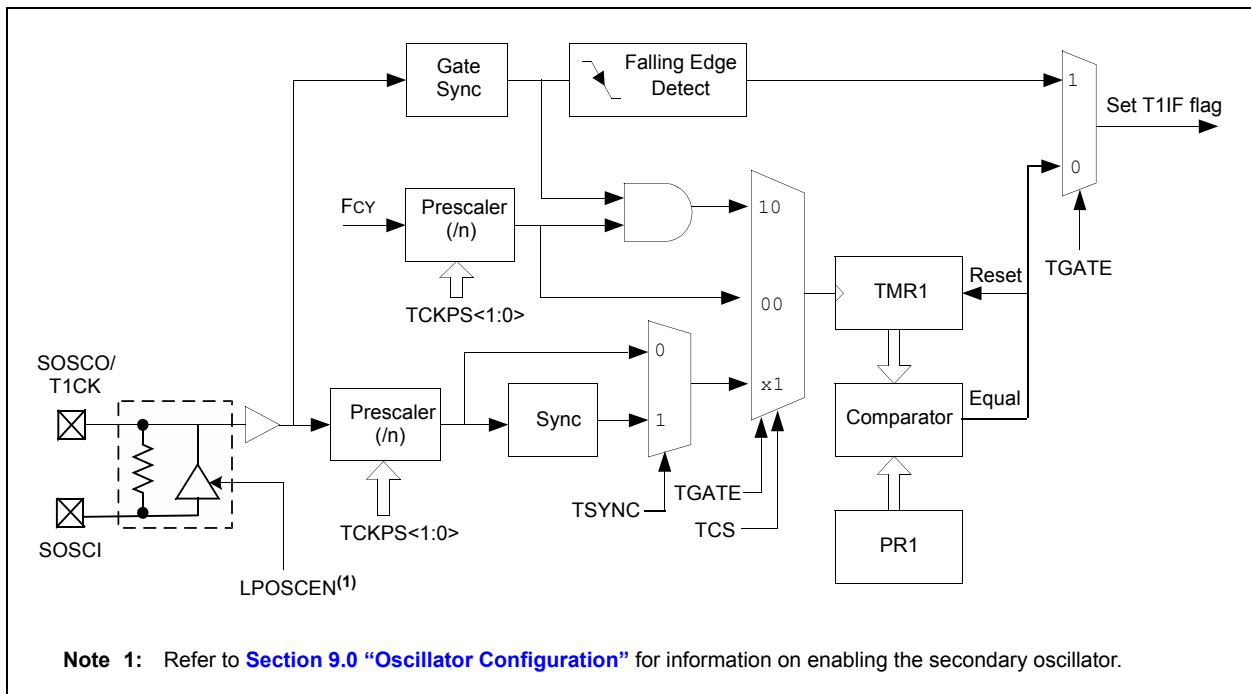 Gate
Sync
Falling Edge
Detect
1
Set T1IF flag
0
FCY
Prescaler
(/n)
10
TGATE
TCKPS<1:0>
00
TMR1
Reset
SOSCO/
T1CK
0
x1
Prescaler
(/n)
Sync
1
Comparator
Equal
SOSCI
TCKPS<1:0>
TSYNC
TGATE
TCS
PR1
LPOSCEN(1)
Note 1: Refer to Section 9.0 “Oscillator Configuration” for information on enabling the secondary oscillator.